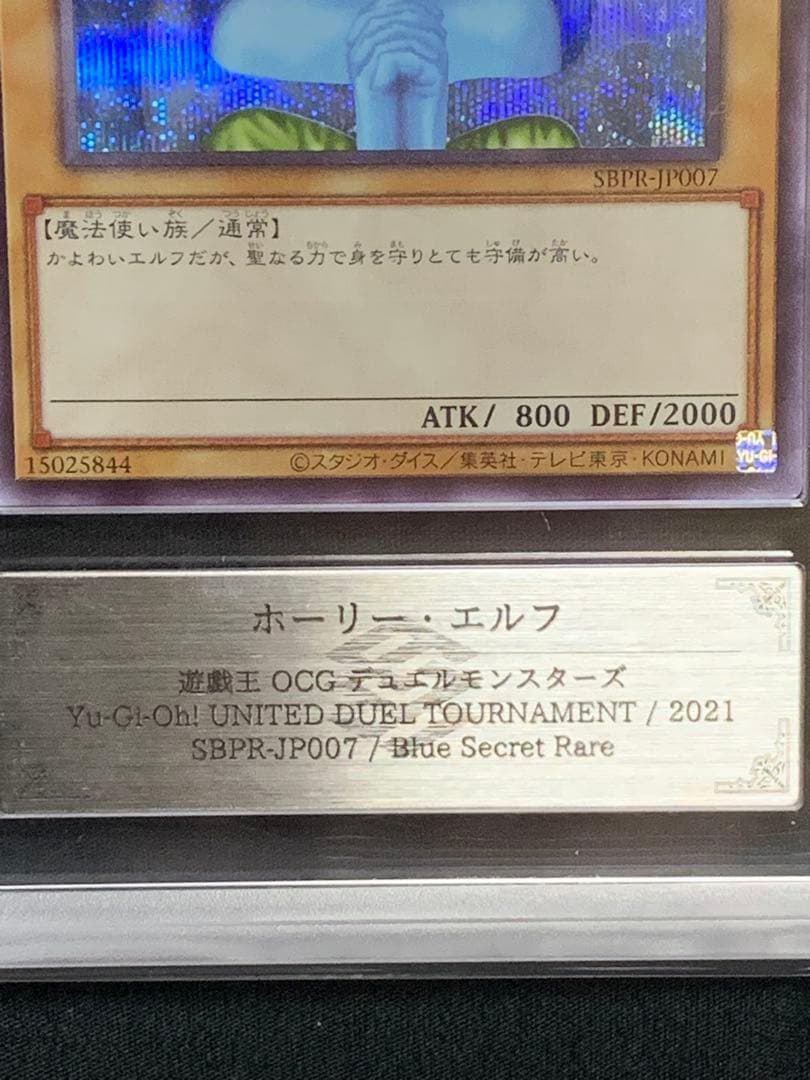 SBPR-JP007
【魔法使い族／通常】
かよわいエルフだが、聖なる力で身を守りとても守備が高い。
ATK/ 800 DEF/2000
15025844 ©スタジオ・ダイス／集英社・テレビ東京・KONAMI
ホーリー・エルフ
遊戯王 OCG デュエルモンスターズ
Yu-Gi-Oh! UNITED DUEL TOURNAMENT / 2021
SBPR-JP007 / Blue Secret Rare